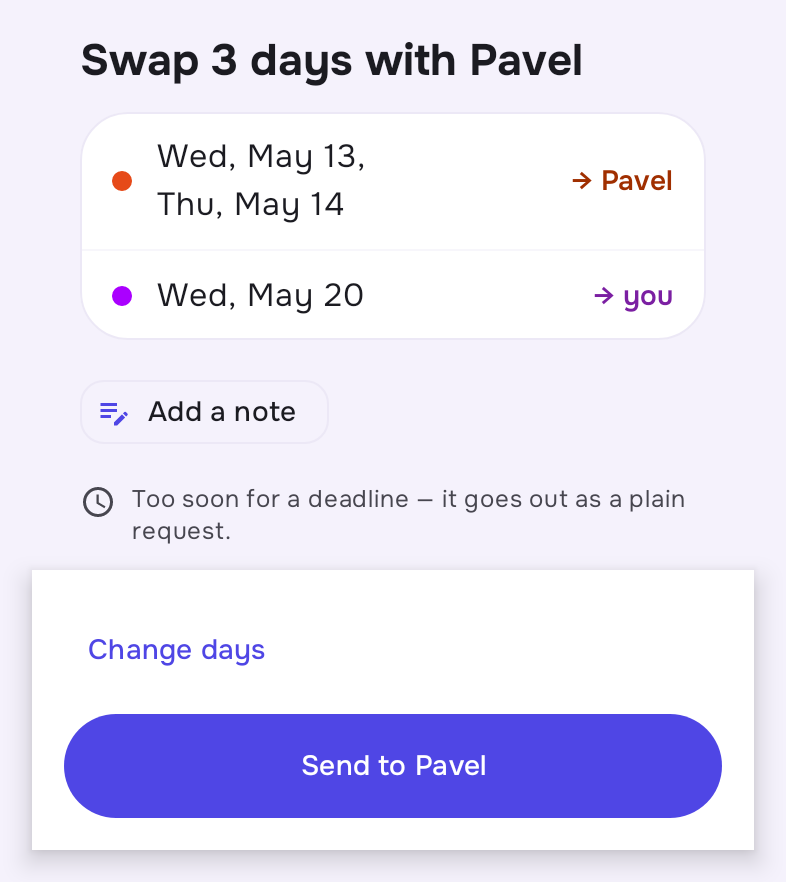 Swap 3 days with Pavel
Wed, May 13,
Thu, May 14
→ Pavel
Wed, May 20
→ you
Add a note
Too soon for a deadline — it goes out as a plain
request.
Change days
Send to Pavel